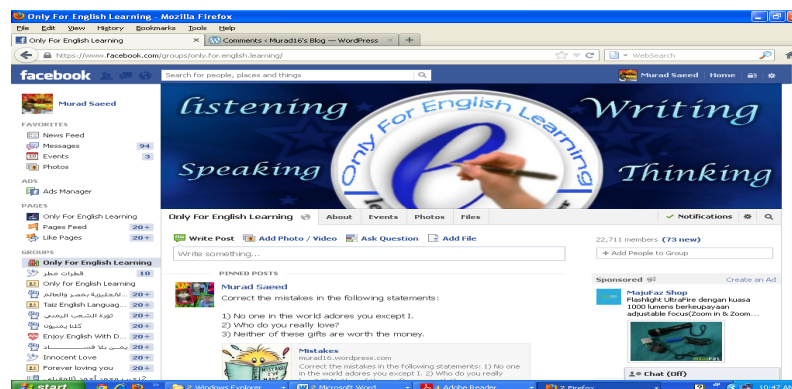 Only For English Learning - Mozilla Firefox
File Edit View History Bookmarks Tools Help
Only For English Learning × Comments ‹ Murad16's Blog — WordPress × +
https://www.facebook.com/groups/only.for.english.learning/ WebSearch
facebook Search for people, places and things Murad Saeed Home
Murad Saeed
FAVORITES
News Feed
Messages 94
Events 3
Photos
ADS
Ads Manager
PAGES
Only For English Learning
Pages Feed 20+
Like Pages 20+
GROUPS
Only For English Learning
قطرات مطر 10
Only for English Learning
20+
Taiz English Languag... 20+
ثورة الشعب اليمني 20+
كلنا يمنيون 20+
Enjoy English With D... 20+
20+
Innocent Love 20+
Forever loving you 20+
listening Writing
Only For English Learning
Speaking Thinking
Only For English Learning About Events Photos Files Notifications
Write Post Add Photo / Video Ask Question Add File
Write something...
PINNED POSTS
Murad Saeed
Correct the mistakes in the following statements:
1) No one in the world adores you except I.
2) Who do you really love?
3) Neither of these gifts are worth the money.
Mistakes
murad16.wordpress.com
Correct the mistakes in the following statements: 1) No one
in the world adores you except I. 2) Who do you really
22,711 members (73 new)
+ Add People to Group
Sponsored Create an Ad
MajuFaz Shop
Flashlight UltraFire dengan kuasa
1000 lumens berkeupayaan
adjustable focus(Zoom in & Zoom...
Chat (Off)
start 2 Windows Explorer 2 Microsoft Word 4 Adobe Reader 2 Firefox 10:47 AM